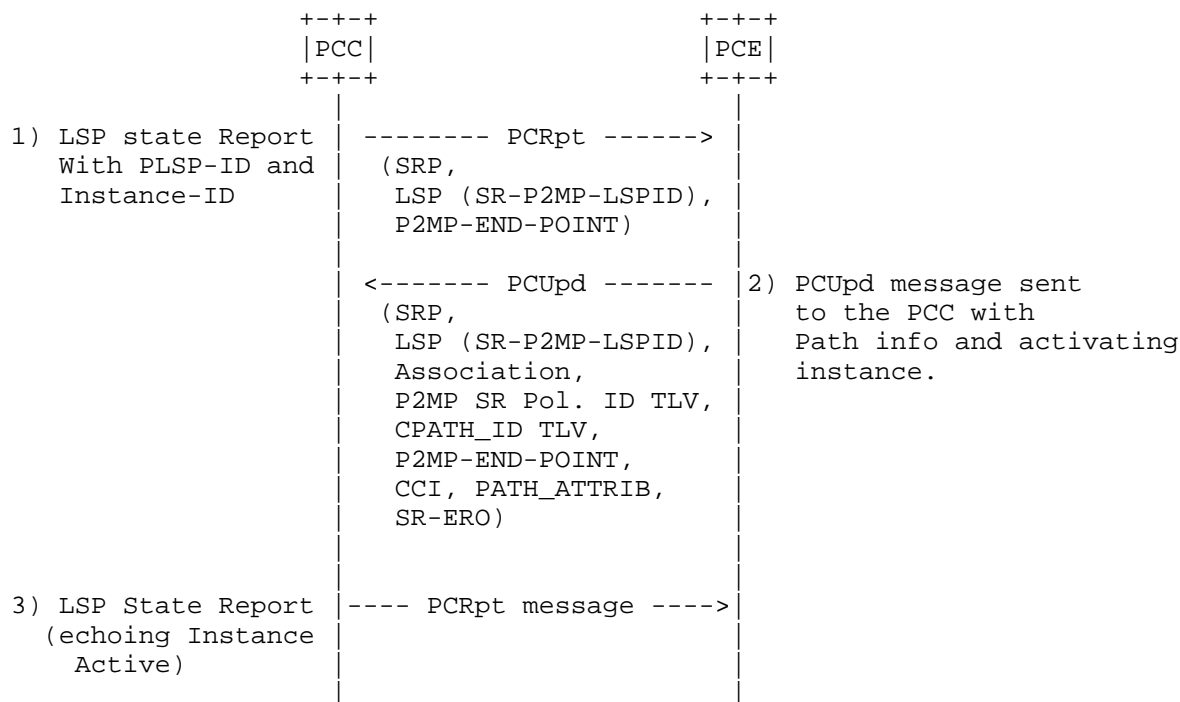 +-+-+ +-+-+
|PCC| |PCE|
+-+-+ +-+-+
1) LSP state Report | -------- PCRpt ------> |
With PLSP-ID and | (SRP, |
Instance-ID | LSP (SR-P2MP-LSPID), |
| P2MP-END-POINT) |
| <------- PCUpd ------- |2) PCUpd message sent
| (SRP, | to the PCC with
| LSP (SR-P2MP-LSPID), | Path info and activating
| Association, | instance.
| P2MP SR Pol. ID TLV, |
| CPATH_ID TLV, |
| P2MP-END-POINT, |
| CCI, PATH_ATTRIB, |
| SR-ERO) |
3) LSP State Report |---- PCRpt message ---->|
(echoing Instance | |
Active) | |